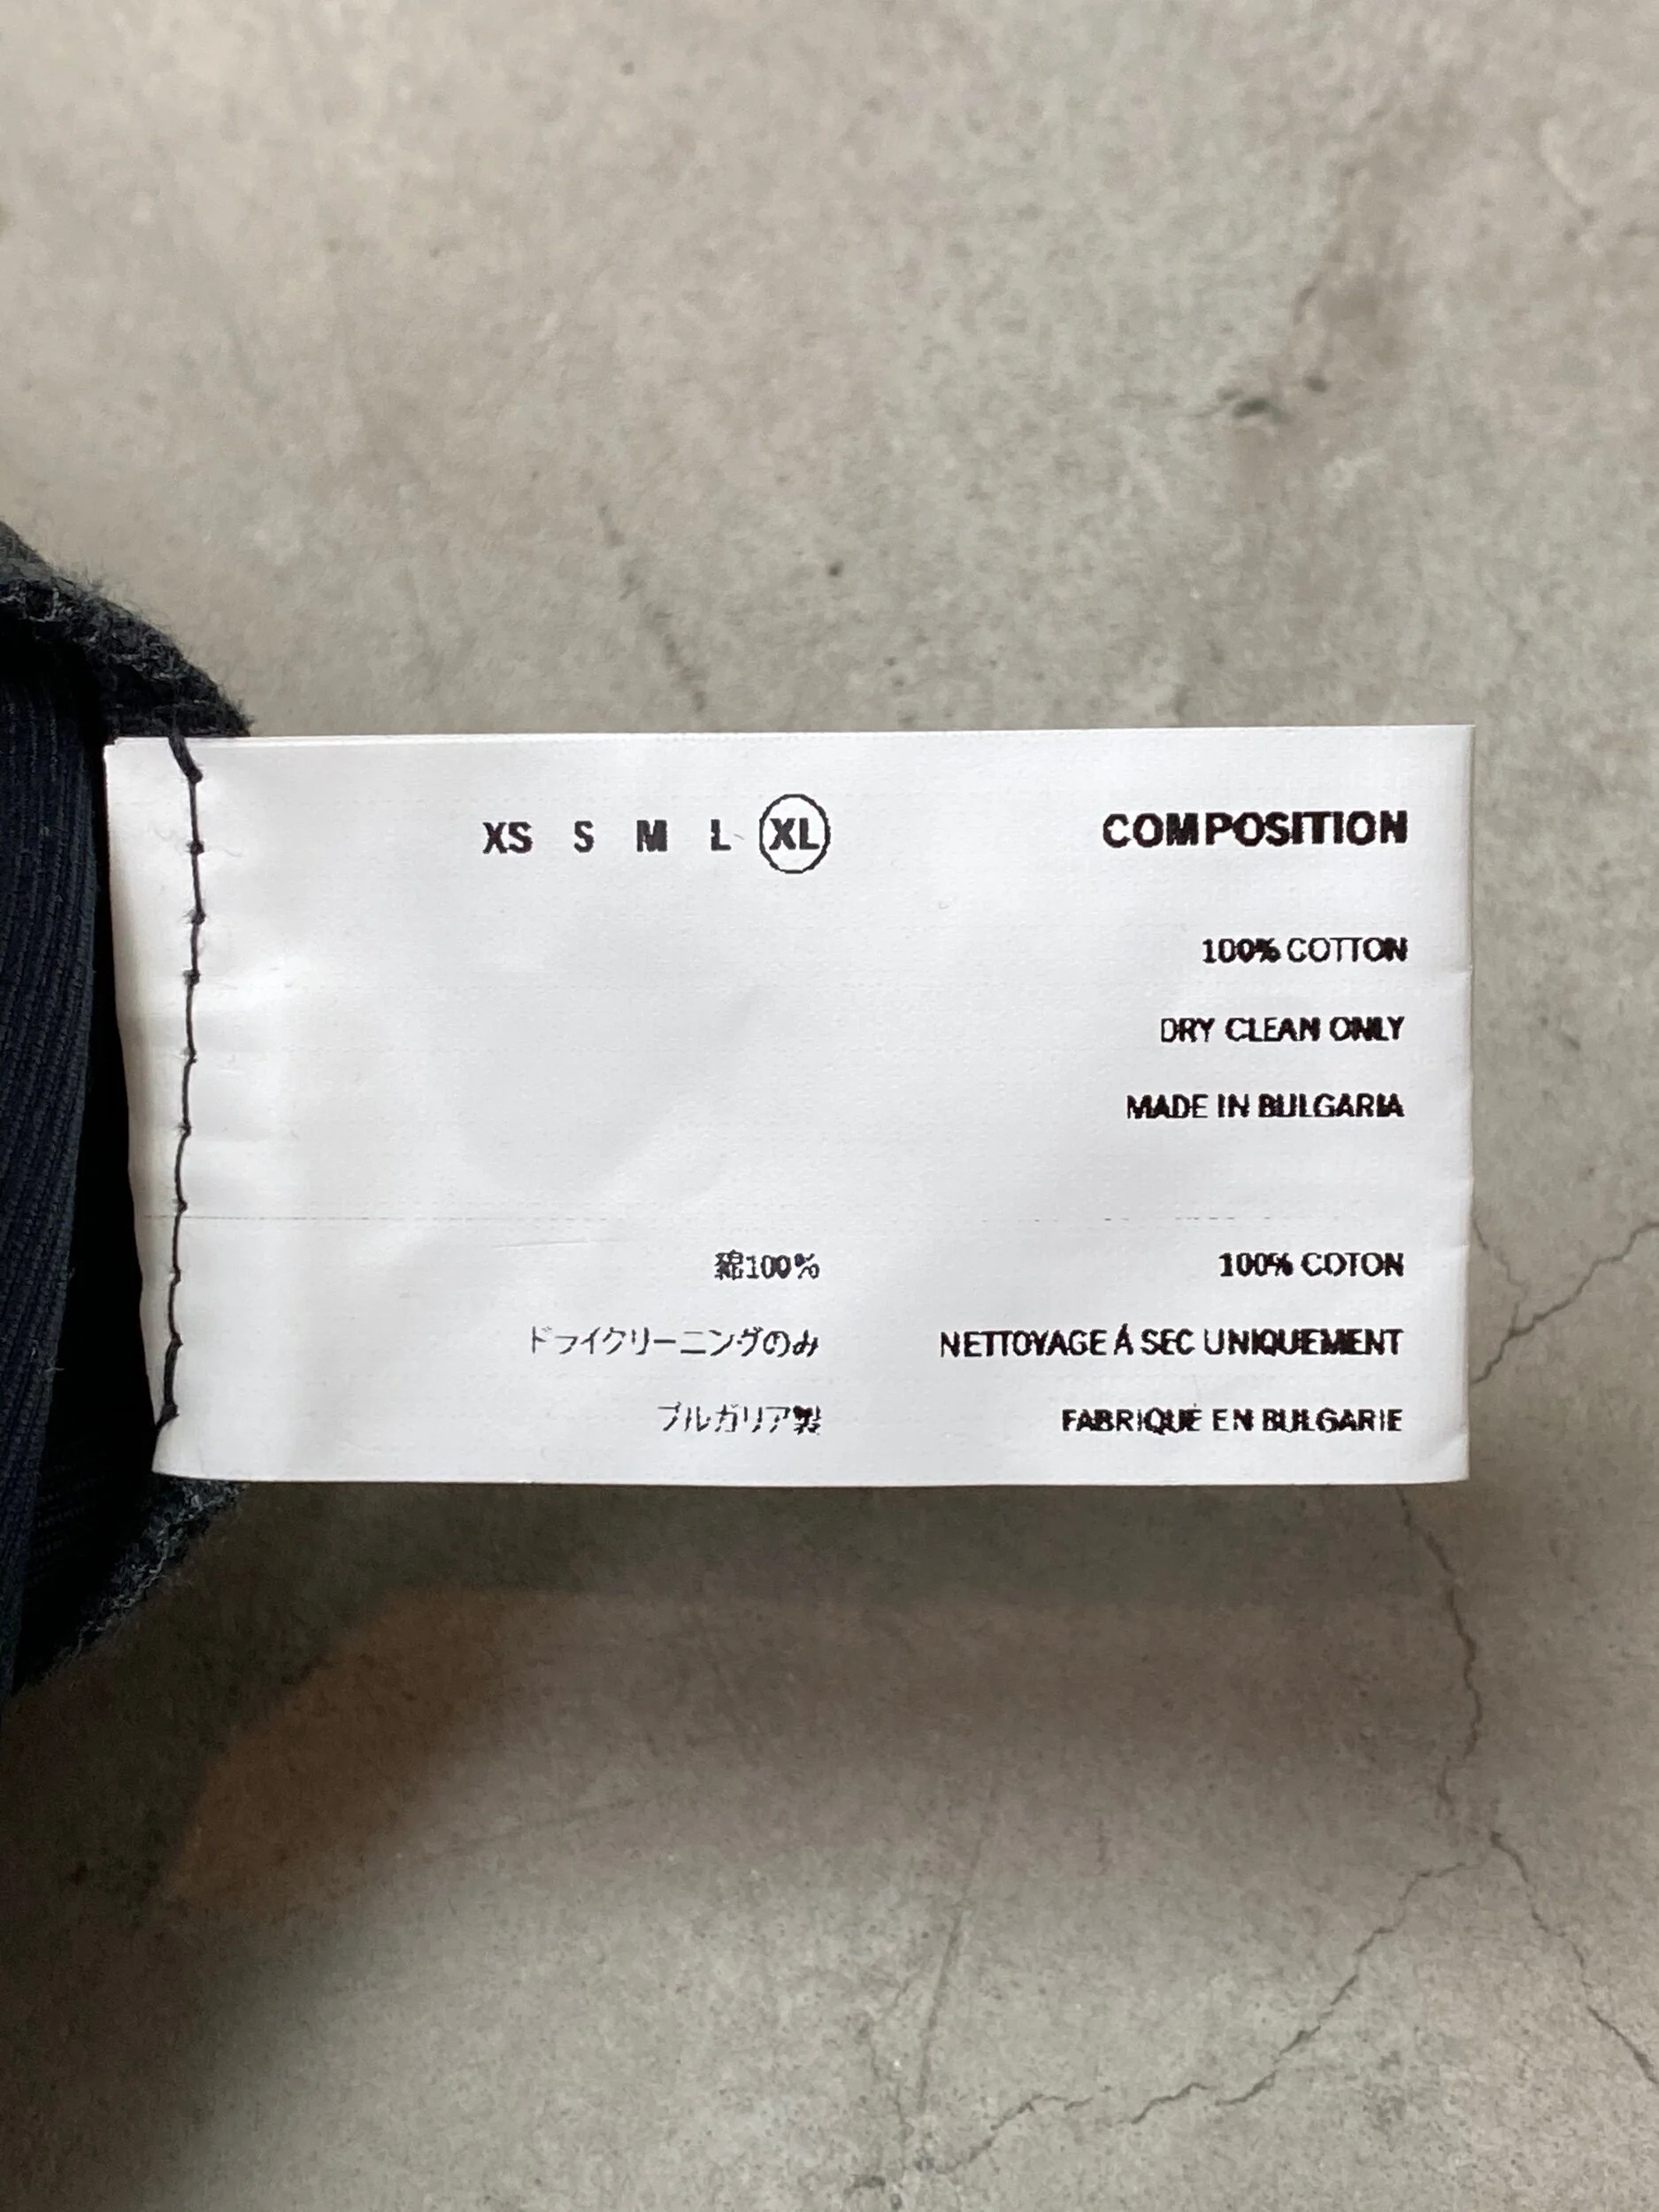 XS S M L XL
COMPOSITION
100% COTTON
DRY CLEAN ONLY
MADE IN BULGARIA
綿100%
ドライクリーニングのみ
ブルガリア製
100% COTON
NETTOYAGE Á SEC UNIQUEMENT
FABRIQUÉ EN BULGARIE